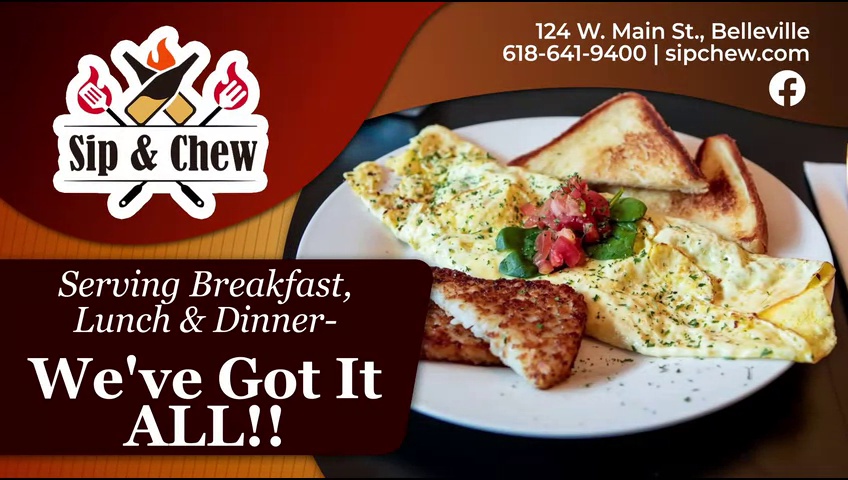 124 W. Main St., Belleville
618-641-9400 | sipchew.com
Sip & Chew
Serving Breakfast,
Lunch & Dinner-
We've Got It
ALL!!